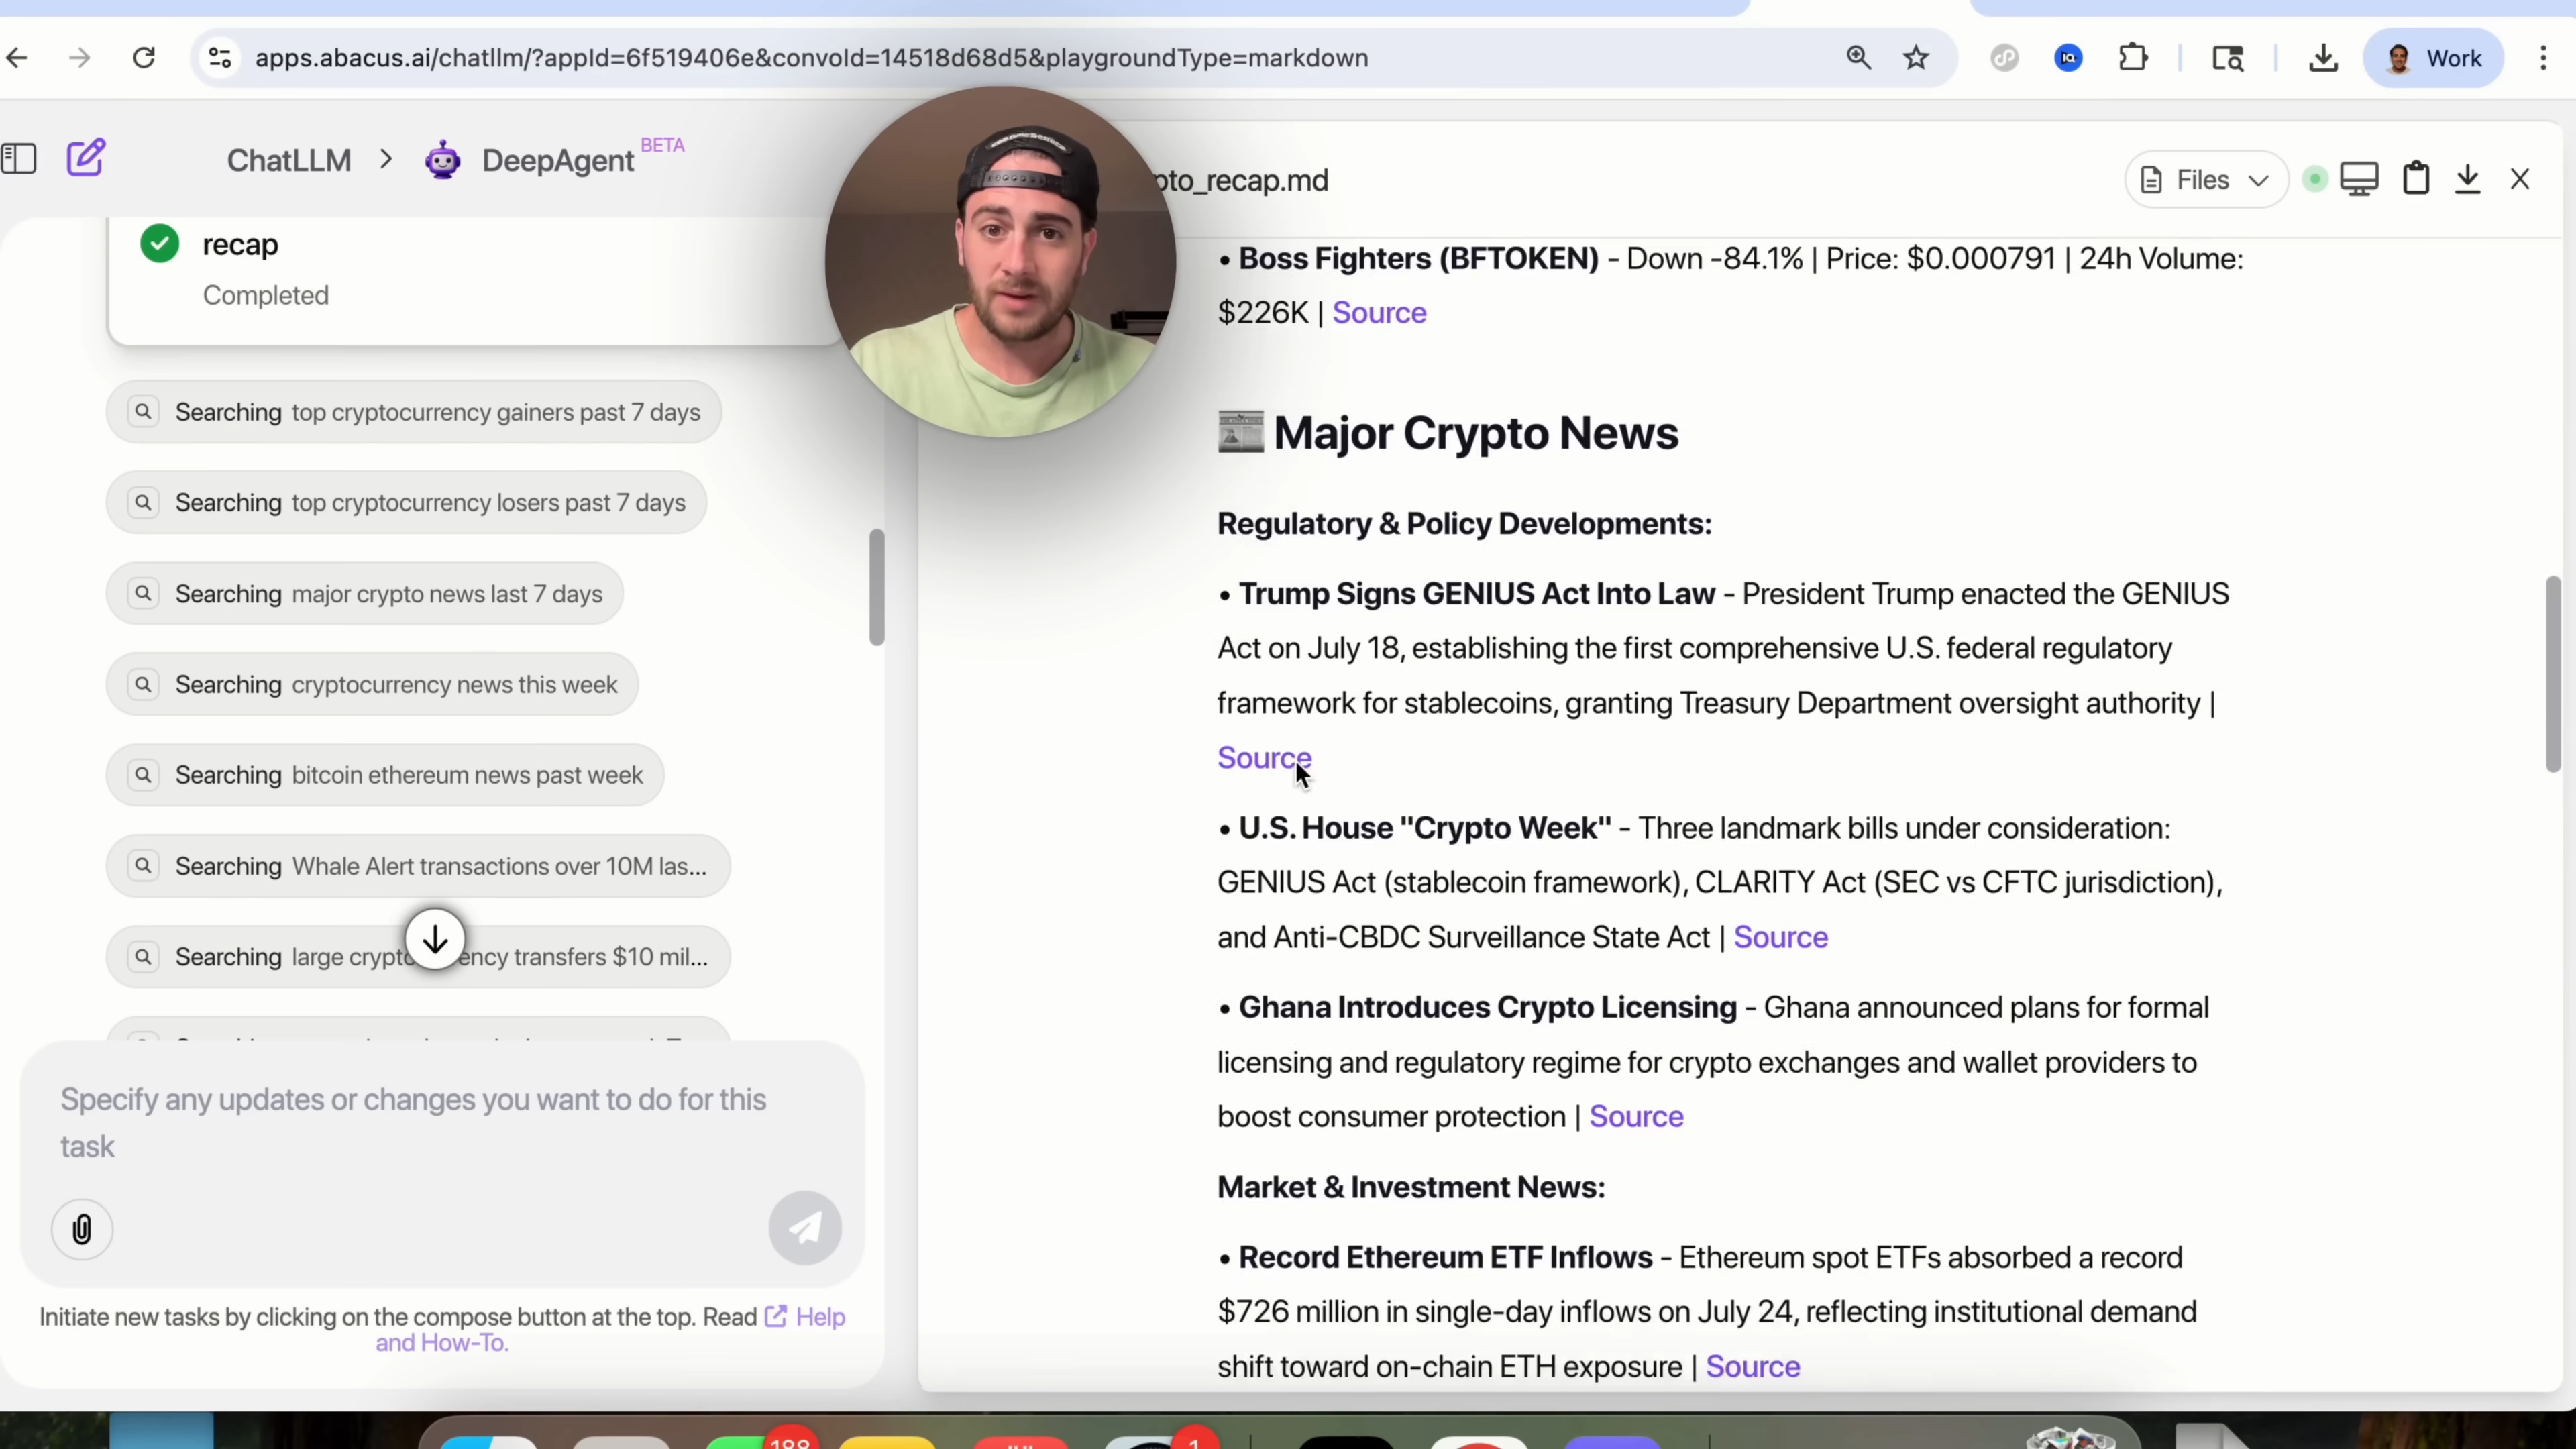 apps.abacus.ai/chatllm/?appId=6f519406e&convoId=14518d68d5&playgroundType=markdown
Work
ChatLLM > DeepAgent BETA
recap
Completed
Searching top cryptocurrency gainers past 7 days
Searching top cryptocurrency losers past 7 days
Searching major crypto news last 7 days
Searching cryptocurrency news this week
Searching bitcoin ethereum news past week
Searching Whale Alert transactions over 10M las...
Searching large crypto ency transfers $10 mil...
Specify any updates or changes you want to do for this
task
Initiate new tasks by clicking on the compose button at the top. Read Help
and How-To.
pto_recap.md
Files
• Boss Fighters (BFTOKEN) - Down -84.1% | Price: $0.000791 | 24h Volume:
$226K | Source
Major Crypto News
Regulatory & Policy Developments:
• Trump Signs GENIUS Act Into Law - President Trump enacted the GENIUS
Act on July 18, establishing the first comprehensive U.S. federal regulatory
framework for stablecoins, granting Treasury Department oversight authority |
Source
• U.S. House "Crypto Week" - Three landmark bills under consideration:
GENIUS Act (stablecoin framework), CLARITY Act (SEC vs CFTC jurisdiction),
and Anti-CBDC Surveillance State Act | Source
• Ghana Introduces Crypto Licensing - Ghana announced plans for formal
licensing and regulatory regime for crypto exchanges and wallet providers to
boost consumer protection | Source
Market & Investment News:
• Record Ethereum ETF Inflows - Ethereum spot ETFs absorbed a record
$726 million in single-day inflows on July 24, reflecting institutional demand
shift toward on-chain ETH exposure | Source
188
1